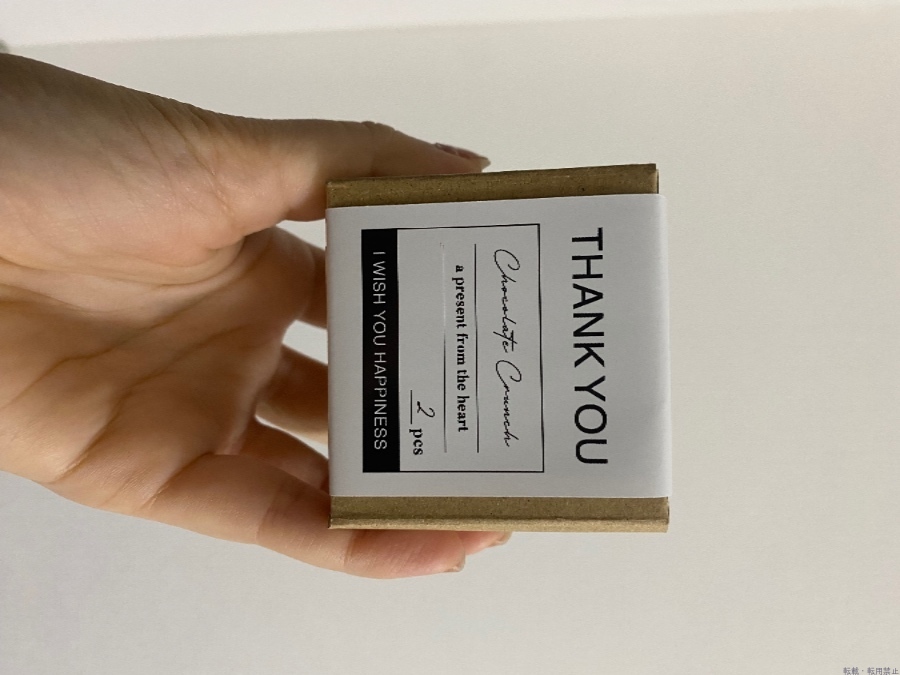 THANK YOU
Chocolate Crunch
a present from the heart
2 pcs
I WISH YOU HAPPINESS
転載・転用禁止